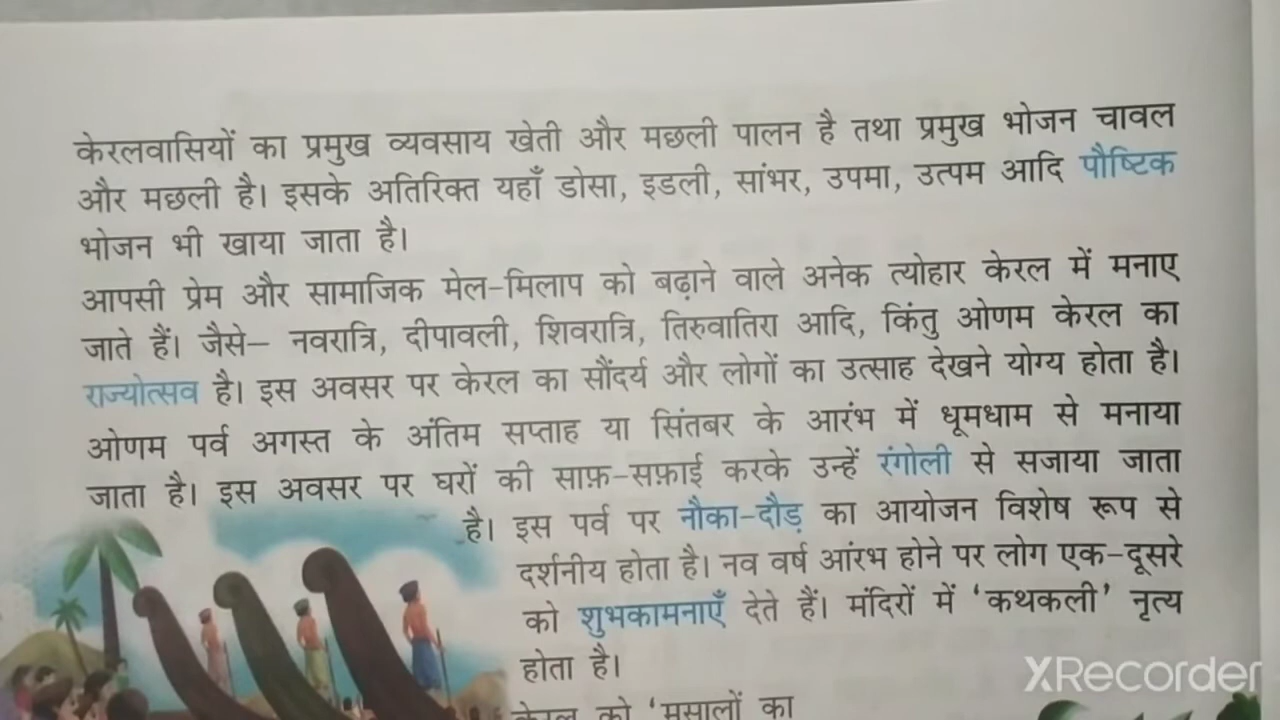 केरलवासियों का प्रमुख व्यवसाय खेती और मछली पालन है तथा प्रमुख भोजन चावल
और मछली है। इसके अतिरिक्त यहाँ डोसा, इडली, सांभर, उपमा, उत्पम आदि पौष्टिक
भोजन भी खाया जाता है।
आपसी प्रेम और सामाजिक मेल-मिलाप को बढ़ाने वाले अनेक त्योहार केरल में मनाए
जाते हैं। जैसे— नवरात्रि, दीपावली, शिवरात्रि, तिरुवातिरा आदि, किंतु ओणम केरल का
राज्योत्सव है। इस अवसर पर केरल का सौंदर्य और लोगों का उत्साह देखने योग्य होता है।
ओणम पर्व अगस्त के अंतिम सप्ताह या सितंबर के आरंभ में धूमधाम से मनाया
जाता है। इस अवसर पर घरों की साफ़-सफ़ाई करके उन्हें रंगोली से सजाया जाता
है। इस पर्व पर नौका-दौड़ का आयोजन विशेष रूप से
दर्शनीय होता है। नव वर्ष आंरभ होने पर लोग एक-दूसरे
को शुभकामनाएँ देते हैं। मंदिरों में ‘कथकली’ नृत्य
होता है।
केरल को ‘मसालों का
XRecorder